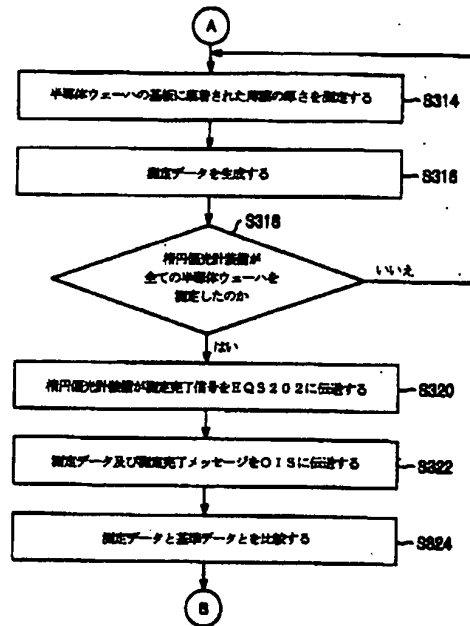 A
半導体ウェーハの基板に蒸着された薄膜の厚さを測定する
S314
測定データを生成する
S316
S318
楕円偏光計装備が
全ての半導体ウェーハを
測定したのか
いいえ
はい
楕円偏光計装備が測定完了信号をEQS202に伝送する
S320
測定データ及び測定完了メッセージをOISに伝送する
S322
測定データと基準データとを比較する
S324
B